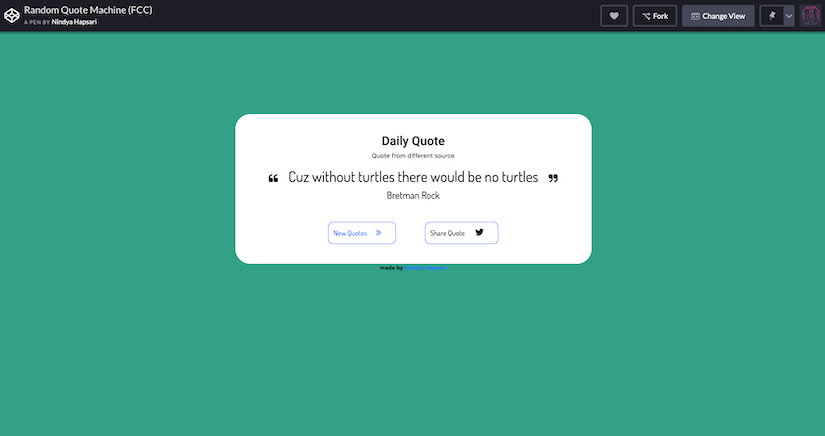 Random Quote Machine (FCC)
A PEN BY Nindya Hapsari
Fork
Change View
Daily Quote
Quote from different source
❝ Cuz without turtles there would be no turtles ❞
Bretman Rock
New Quotes »
Share Quote
made by Nindya Hapsari